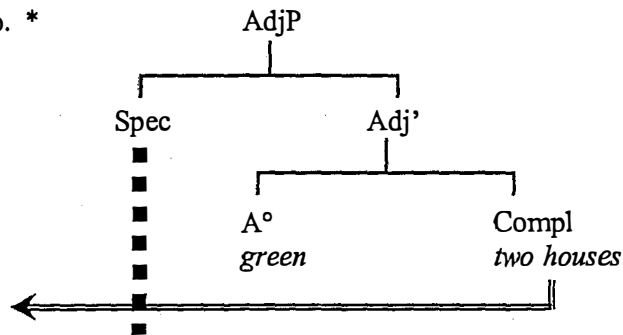 b. * AdjP
Spec Adj’
A° Compl
green two houses